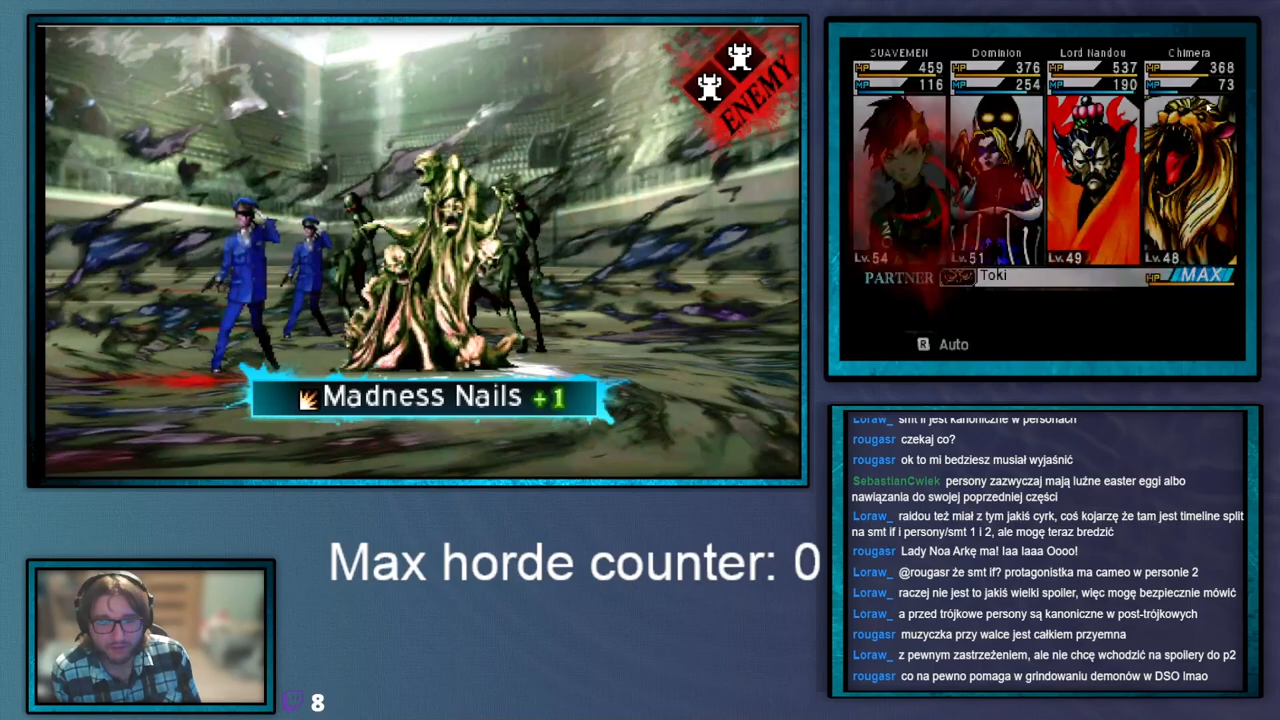 ENEMY
Madness Nails +1
SUAVEMEN Dominion Lord Nandou Chimera
HP 459 HP 376 HP 537 HP 368
MP 116 MP 254 MP 190 MP 73
Lv.54 Lv.51 Lv.49 Lv.48
PARTNER Toki HP MAX
R Auto
Loraw_ smt if jest kanoniczne w personach
rougasr czekaj co?
rougasr ok to mi bedziesz musiał wyjaśnić
SebastianCwiek persony zazwyczaj mają luźne easter eggi albo
nawiązania do swojej poprzedniej części
Loraw_ raidou też miał z tym jakiś cyrk, coś kojarzę że tam jest timeline split
na smt if i persony/smt 1 i 2, ale mogę teraz bredzić
rougasr Lady Noa Arkę ma! Iaa Iaaa Oooo!
Loraw_ @rougasr że smt if? protagonistka ma cameo w personie 2
Loraw_ raczej nie jest to jakiś wielki spoiler, więc mogę bezpiecznie mówić
Loraw_ a przed trójkowe persony są kanoniczne w post-trójkowych
rougasr muzyczka przy walce jest całkiem przyemna
Loraw_ z pewnym zastrzeżeniem, ale nie chcę wchodzić na spoilery do p2
rougasr co na pewno pomaga w grindowaniu demonów w DSO lmao
Max horde counter: 0
8